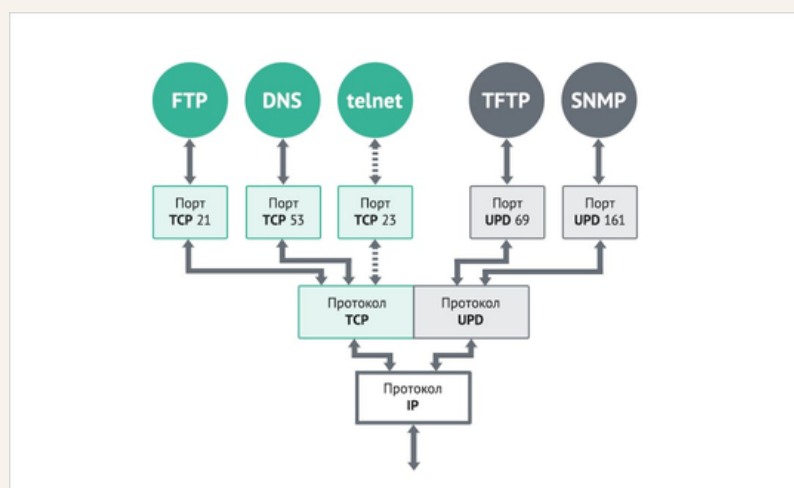 FTP
DNS
telnet
TFTP
SNMP
Порт
TCP 21
Порт
TCP 53
Порт
TCP 23
Порт
UPD 69
Порт
UPD 161
Протокол
TCP
Протокол
UPD
Протокол
IP